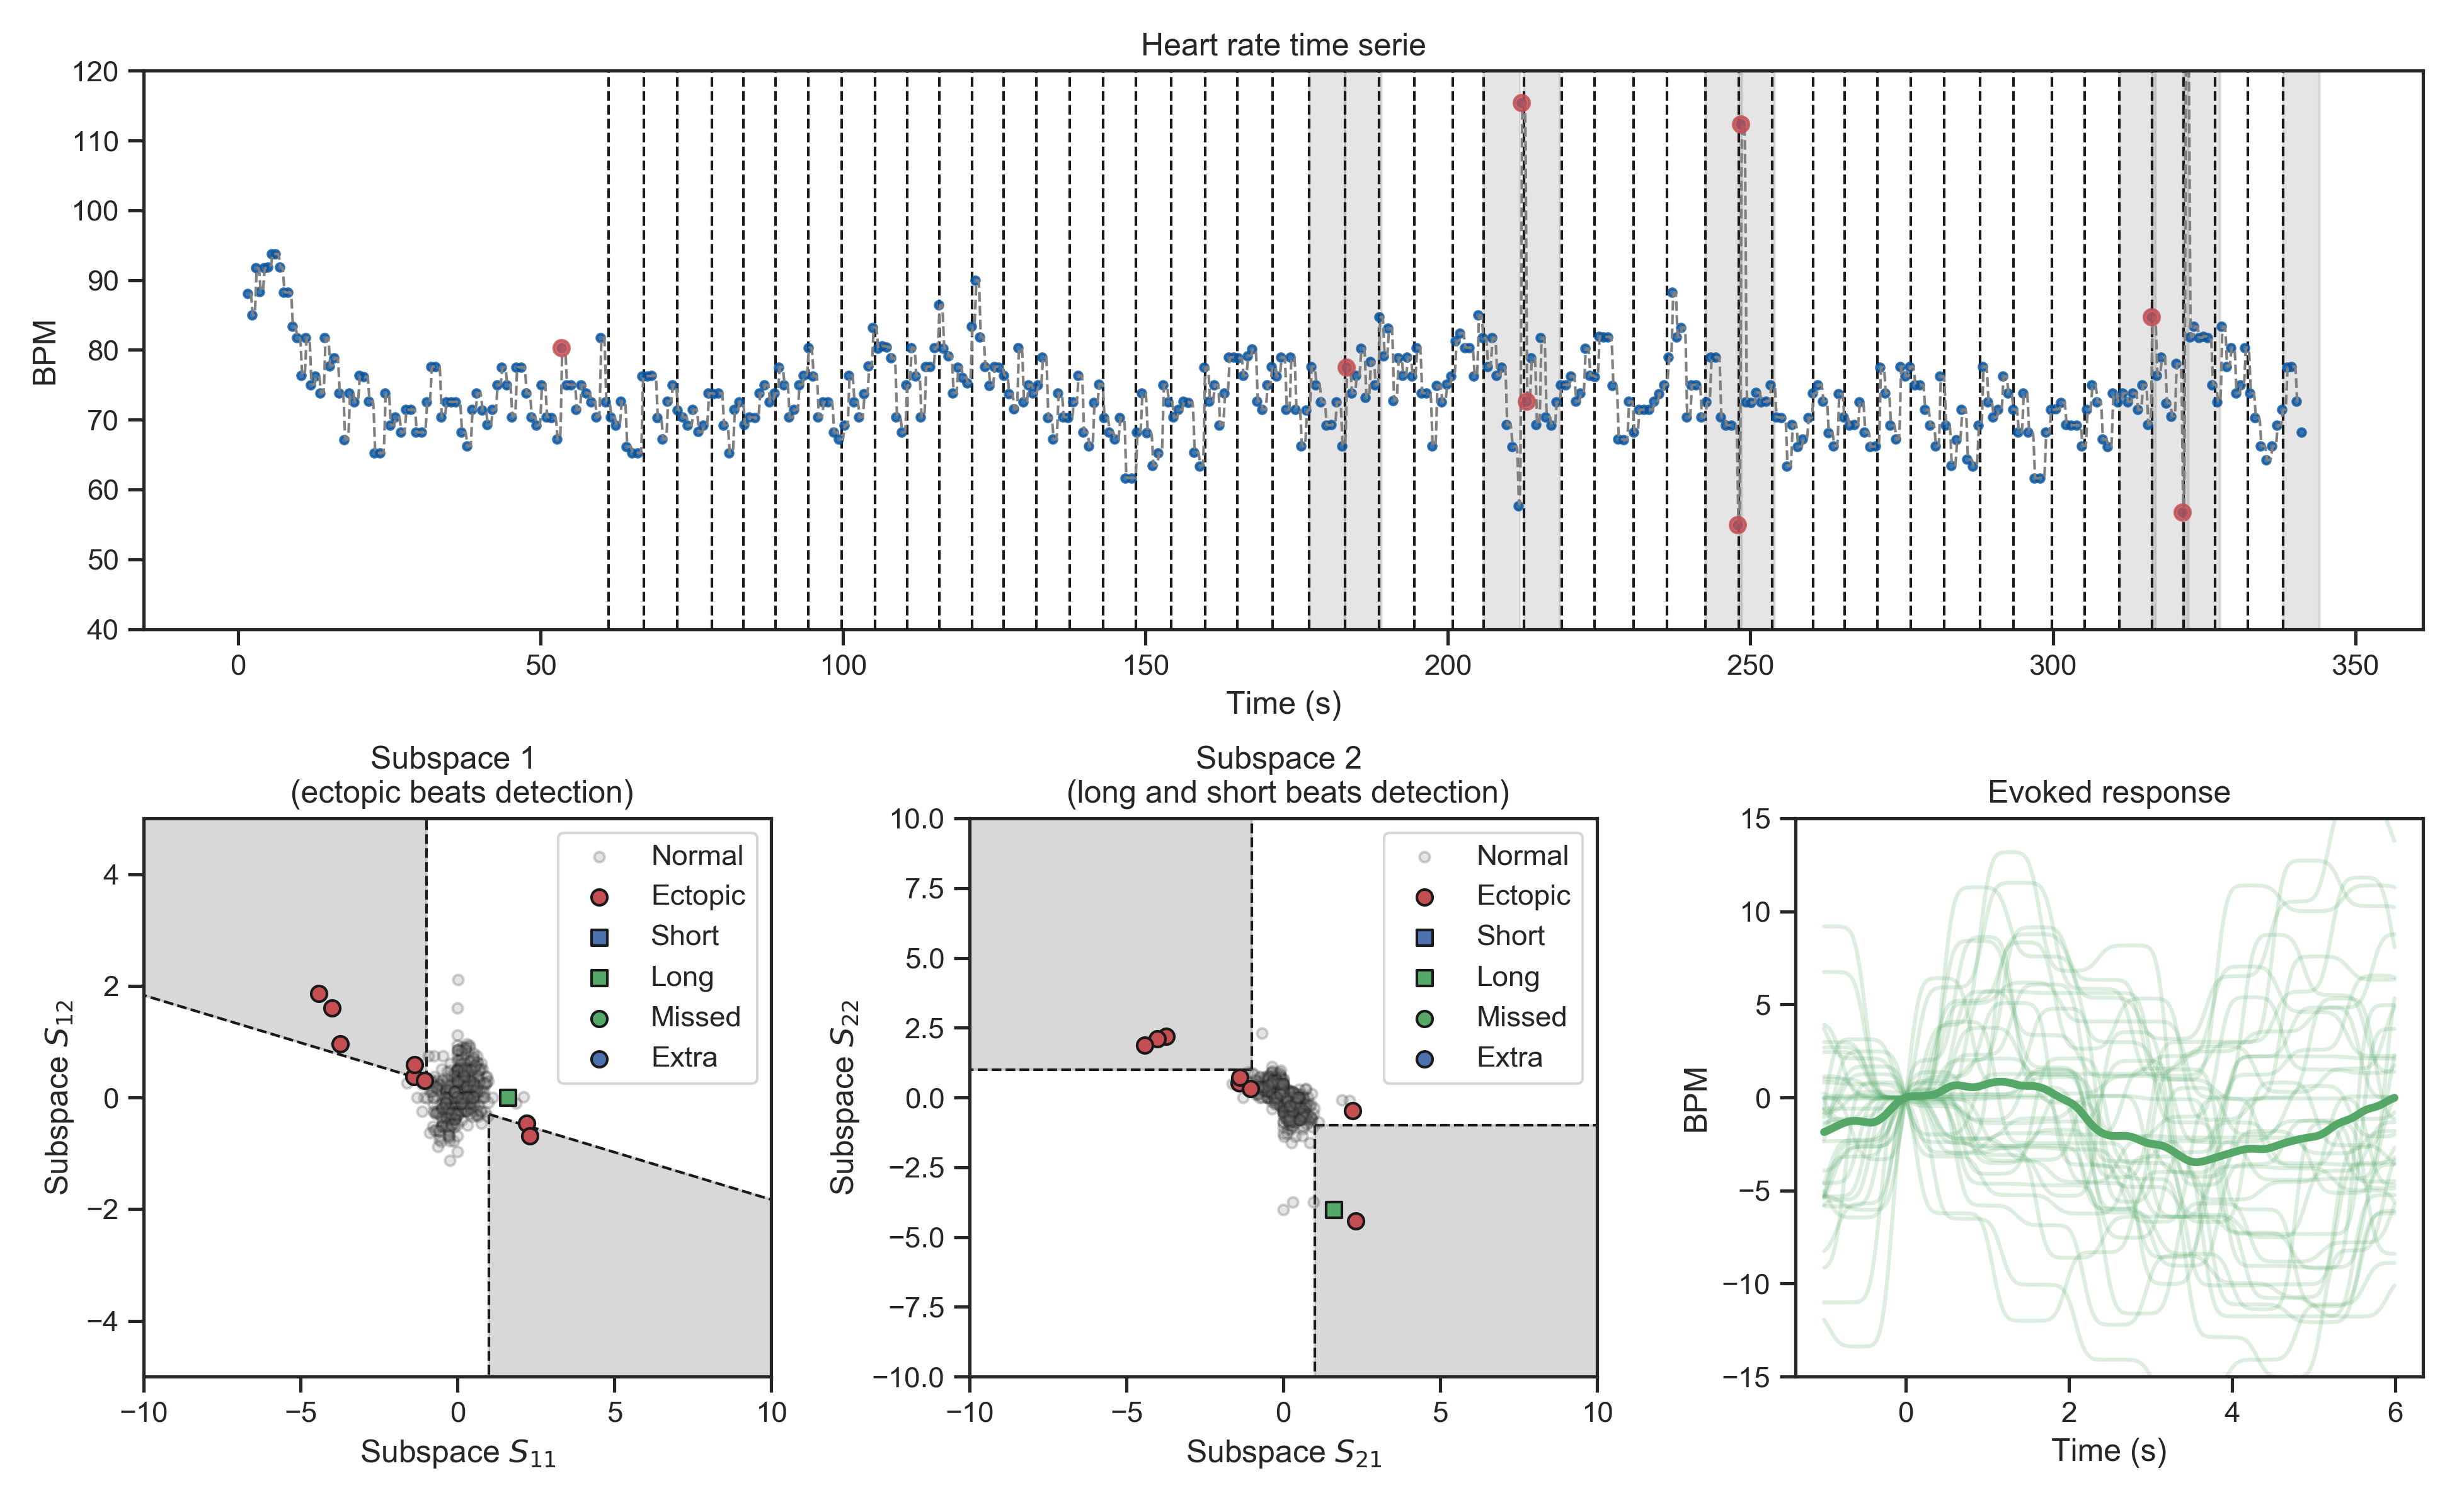 Heart rate time serie
120
110
100
90
80
70
60
50
40
BPM
0 50 100 150 200 250 300 350
Time (s)
Subspace 1
(ectopic beats detection)
4
2
0
−2
−4
Subspace S12
Normal
Ectopic
Short
Long
Missed
Extra
−10 −5 0 5 10
Subspace S11
Subspace 2
(long and short beats detection)
10.0
7.5
5.0
2.5
0.0
−2.5
−5.0
−7.5
−10.0
Subspace S22
Normal
Ectopic
Short
Long
Missed
Extra
−10 −5 0 5 10
Subspace S21
Evoked response
15
10
5
0
−5
−10
−15
BPM
0 2 4 6
Time (s)